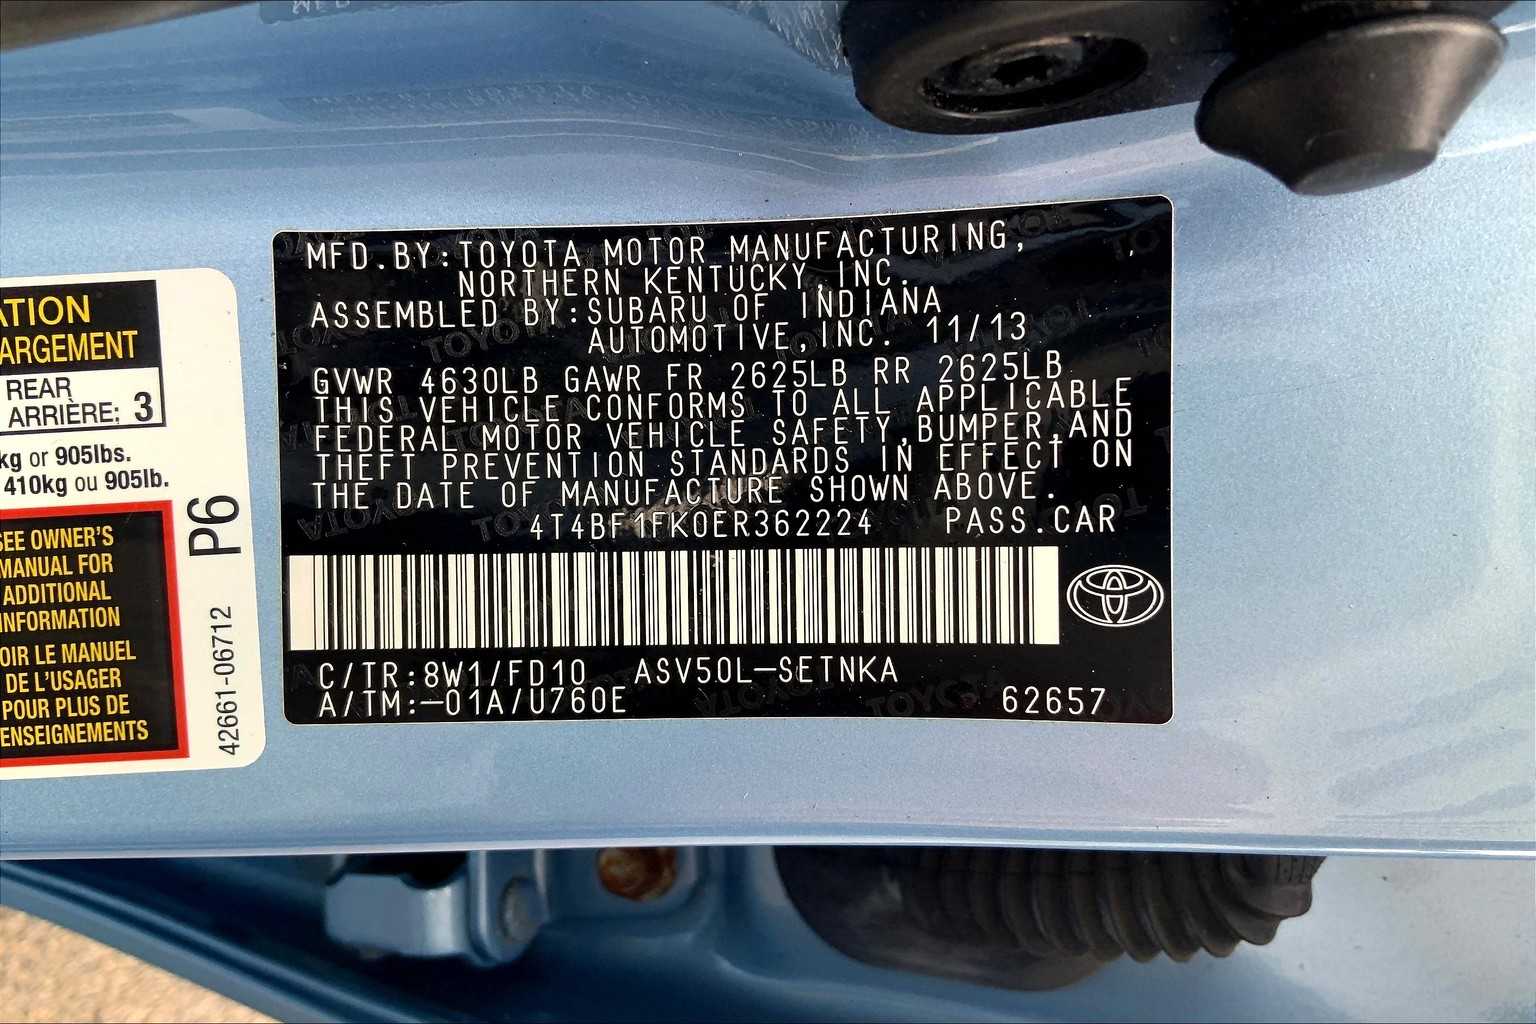 ATION
ARGEMENT
REAR
ARRIÈRE: 3
kg or 905lbs.
410kg ou 905lb.
SEE OWNER'S
MANUAL FOR
ADDITIONAL
INFORMATION
OIR LE MANUEL
DE L'USAGER
POUR PLUS DE
ENSEIGNEMENTS
P6
42661-06712
MFD.BY:TOYOTA MOTOR MANUFACTURING,
NORTHERN KENTUCKY,INC.
ASSEMBLED BY:SUBARU OF INDIANA
AUTOMOTIVE,INC. 11/13
GVWR 4630LB GAWR FR 2625LB RR 2625LB
THIS VEHICLE CONFORMS TO ALL APPLICABLE
FEDERAL MOTOR VEHICLE SAFETY,BUMPER,AND
THEFT PREVENTION STANDARDS IN EFFECT ON
THE DATE OF MANUFACTURE SHOWN ABOVE.
4T4BF1FK0ER362224 PASS.CAR
C/TR:8W1/FD10 ASV50L-SETNKA
A/TM:-01A/U760E 62657